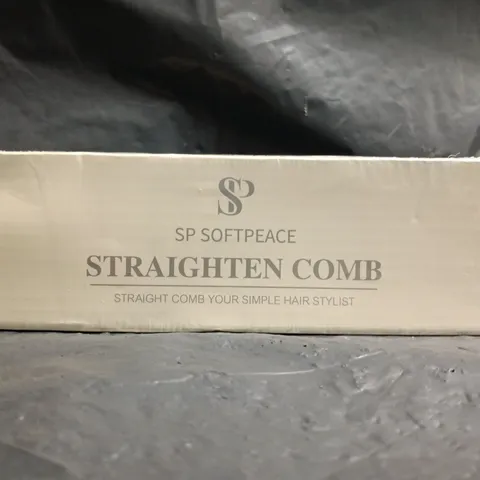 SP
SP SOFTPEACE
STRAIGHTEN COMB
STRAIGHT COMB YOUR SIMPLE HAIR STYLIST